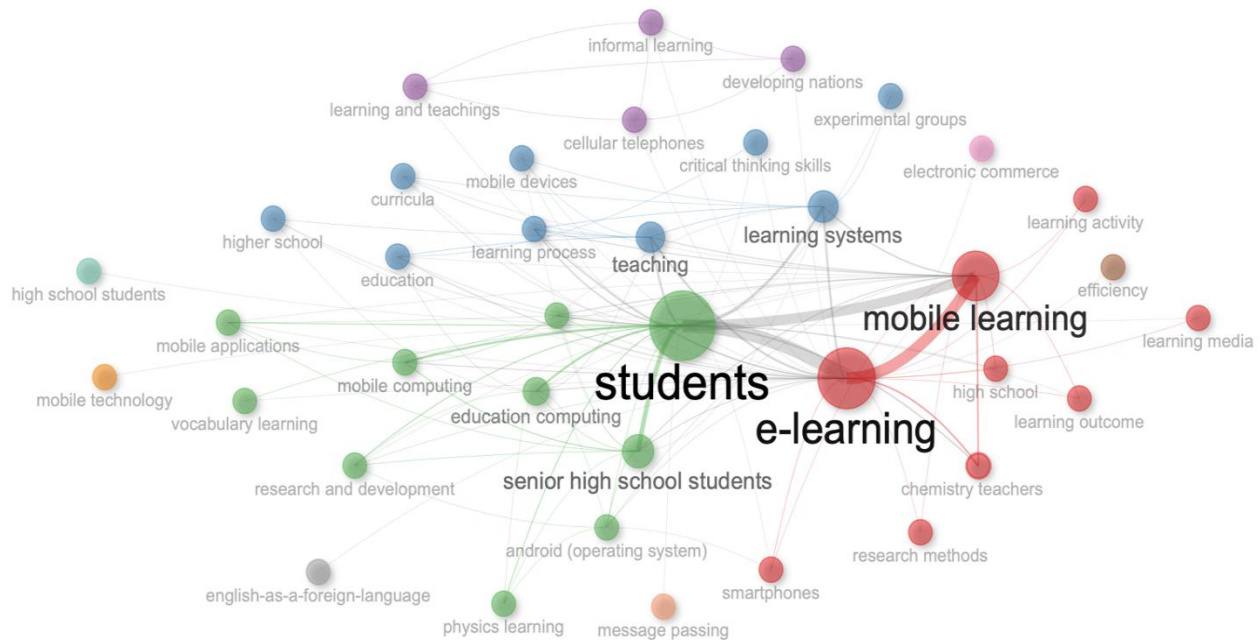 informal learning
developing nations
learning and teachings
experimental groups
cellular telephones
critical thinking skills
electronic commerce
mobile devices
curricula
learning activity
learning systems
higher school
learning process
teaching
education
high school students
efficiency
mobile learning
mobile applications
learning media
mobile computing
students
high school
mobile technology
education computing
vocabulary learning
learning outcome
e-learning
senior high school students
research and development
chemistry teachers
android (operating system)
research methods
english-as-a-foreign-language
smartphones
physics learning
message passing